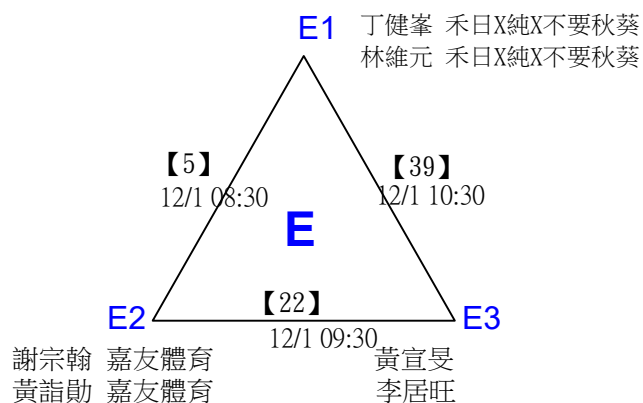 E1
丁健峯 禾日X純X不要秋葵
林維元 禾日X純X不要秋葵
【5】
12/1 08:30
【39】
12/1 10:30
E
【22】
12/1 09:30
E2
E3
謝宗翰 嘉友體育
黃詣勛 嘉友體育
黃宣旻
李居旺